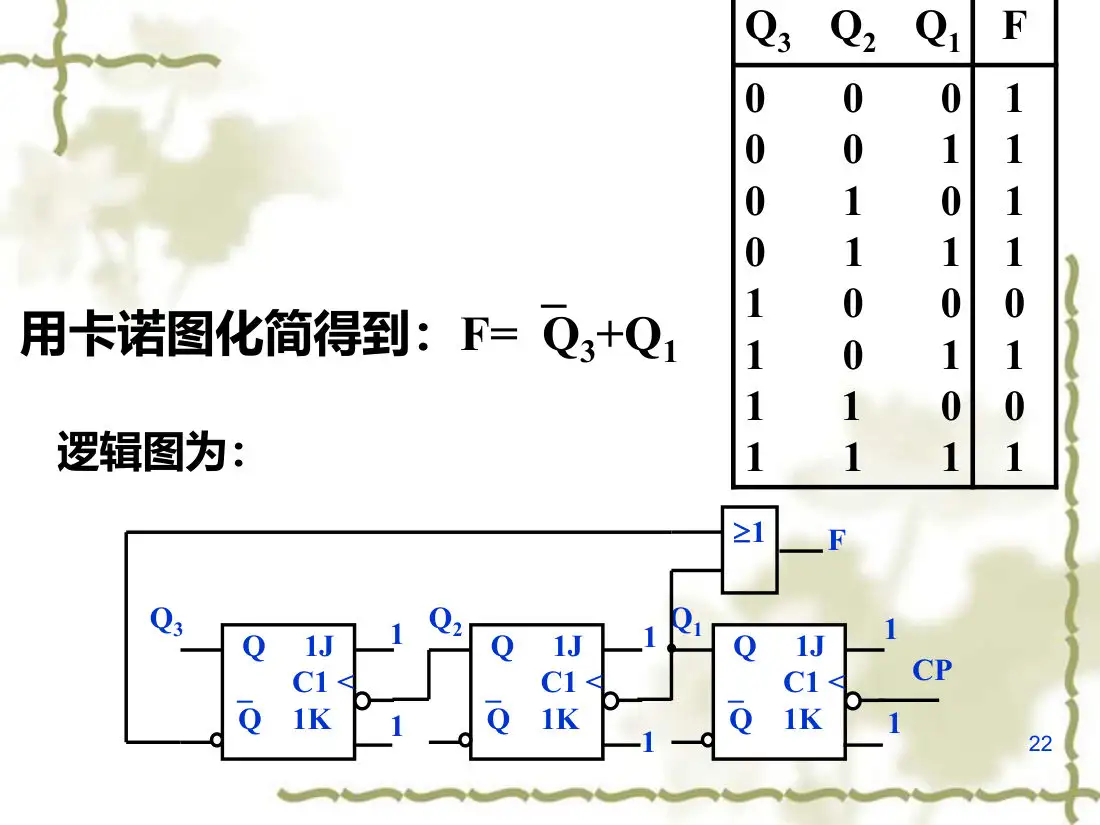 Q₃ Q₂ Q₁ F
0 0 0 1
0 0 1 1
0 1 0 1
0 1 1 1
1 0 0 0
1 0 1 1
1 1 0 0
1 1 1 1
用卡诺图化简得到：F= Q̅₃+Q₁
逻辑图为：
≥1 F
Q₃ 1 Q₂ 1 Q₁ 1
Q 1J Q 1J Q 1J
C1 < C1 < C1 < CP
Q̅ 1K Q̅ 1K Q̅ 1K
1 1 1
22